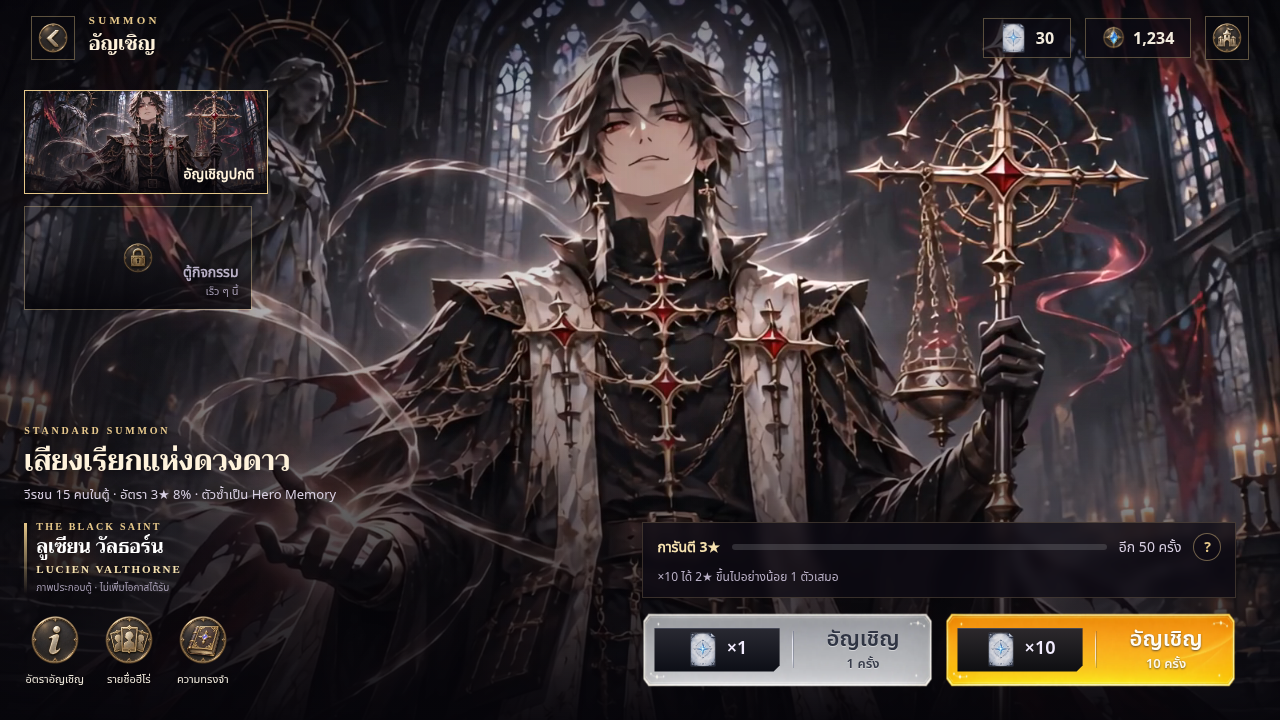 SUMMON
อัญเชิญ
30
1,234
อัญเชิญปกติ
ตู้กิจกรรม
เร็ว ๆ นี้
STANDARD SUMMON
เสียงเรียกแห่งดวงดาว
วีรชน 15 คนในตู้ · อัตรา 3★ 8% · ตัวซ้ำเป็น Hero Memory
THE BLACK SAINT
ลูเซียน วัลธอร์น
LUCIEN VALTHORNE
ภาพประกอบตู้ · ไม่เพิ่มโอกาสได้รับ
อัตราอัญเชิญ
รายชื่อฮีโร่
ความทรงจำ
การันตี 3★
อีก 50 ครั้ง
?
×10 ได้ 2★ ขึ้นไปอย่างน้อย 1 ตัวเสมอ
×1
อัญเชิญ
1 ครั้ง
×10
อัญเชิญ
10 ครั้ง